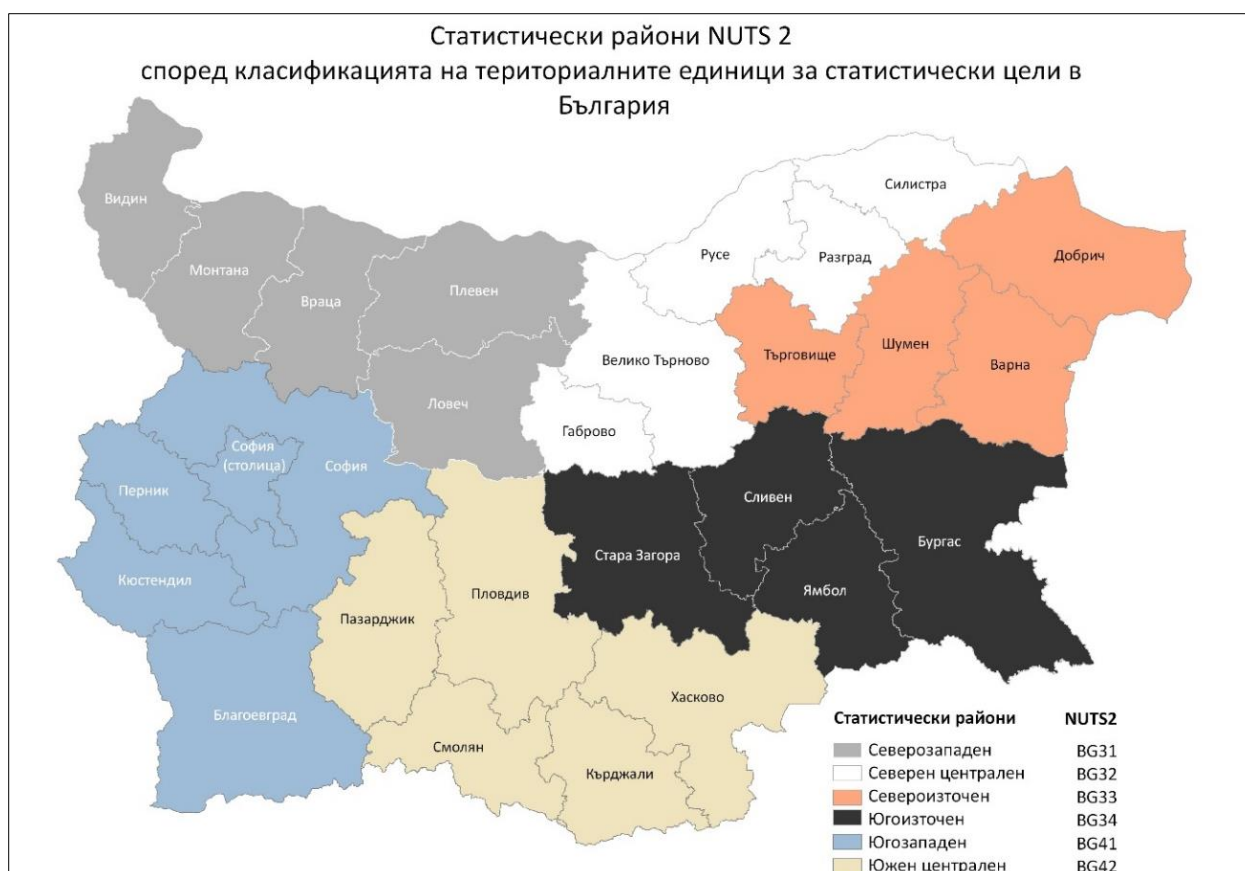 Статистически райони NUTS 2
според класификацията на териториалните единици за статистически цели в
България
Видин
Монтана
Враца
Плевен
Ловеч
Велико Търново
Габрово
Русе
Разград
Силистра
Добрич
Търговище
Шумен
Варна
София
(столица)
София
Перник
Кюстендил
Благоевград
Пазарджик
Пловдив
Смолян
Кърджали
Хасково
Стара Загора
Сливен
Ямбол
Бургас
Статистически райони NUTS2
Северозападен BG31
Северен централен BG32
Североизточен BG33
Югоизточен BG34
Югозападен BG41
Южен централен BG42